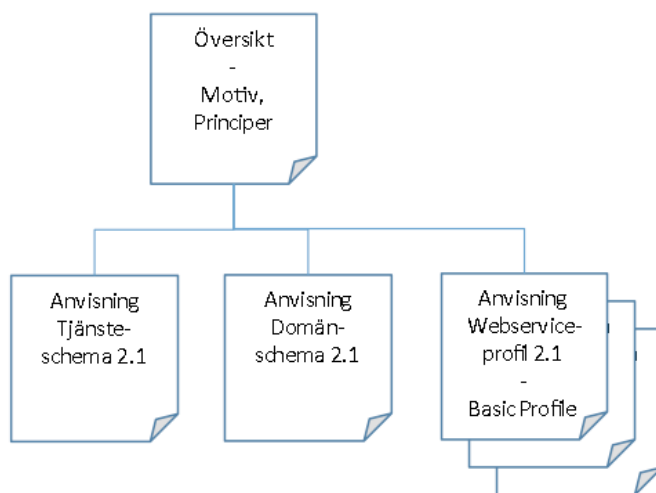 Översikt
-
Motiv,
Principer
Anvisning
Tjänste-
schema 2.1
Anvisning
Domän-
schema 2.1
Anvisning
Webservice-
profil 2.1
-
Basic Profile